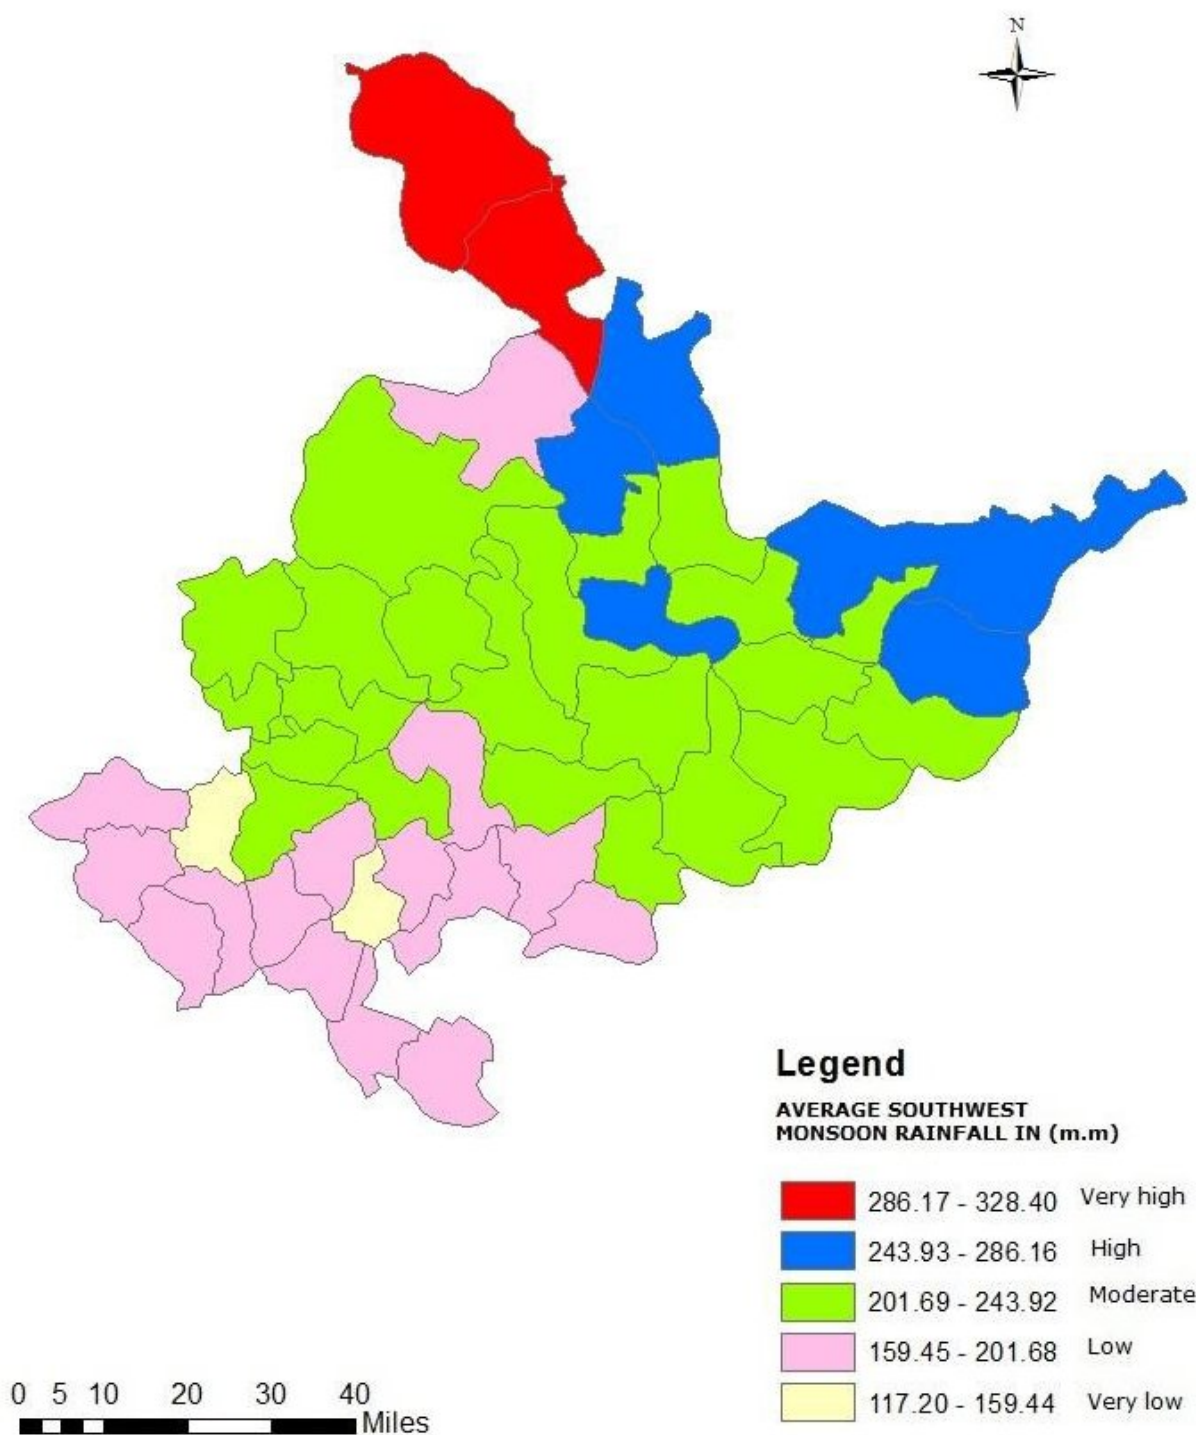 N
Legend
AVERAGE SOUTHWEST
MONSOON RAINFALL IN (m.m)
286.17 - 328.40 Very high
243.93 - 286.16 High
201.69 - 243.92 Moderate
159.45 - 201.68 Low
117.20 - 159.44 Very low
0 5 10 20 30 40
Miles